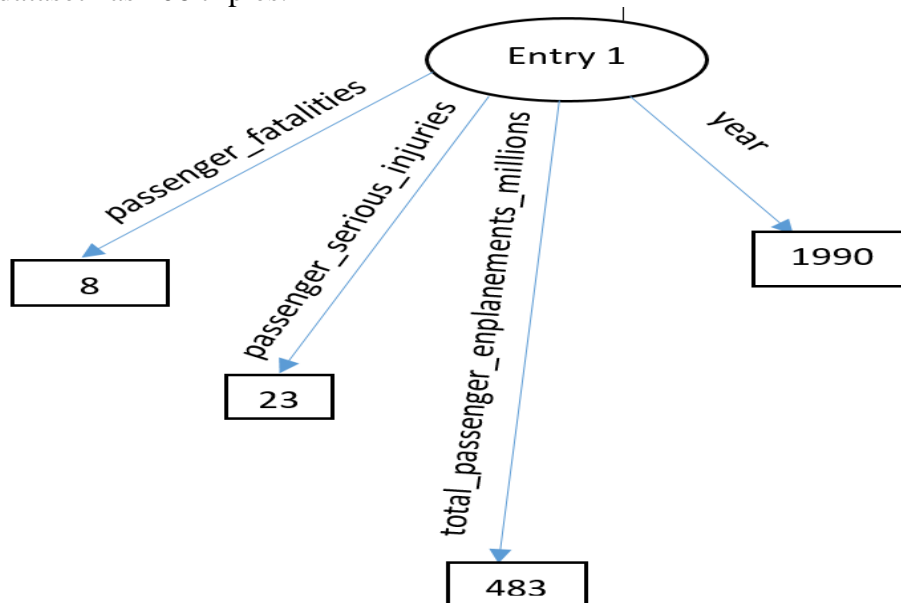 Entry 1
passenger_fatalities
passenger_serious_injuries
total_passenger_enplanements_millions
year
8
23
483
1990